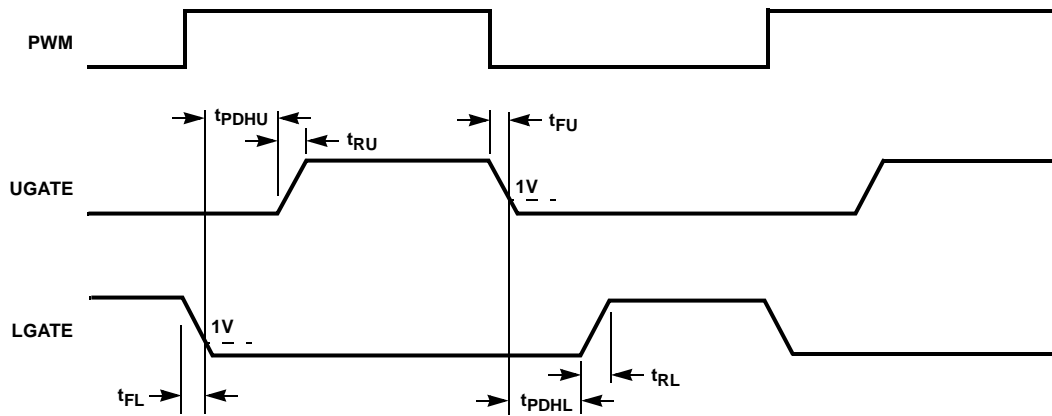 PWM
tPDHU
tRU
tFU
UGATE
1V
LGATE
1V
tFL
tRL
tPDHL